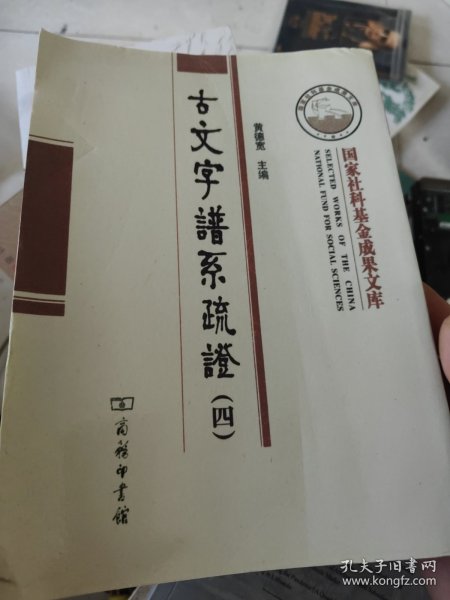 古文字譜系疏證(四)
黄德宽 主编
国家社科基金成果文库
SELECTED WORKS OF THE CHINA
NATIONAL FUND FOR SOCIAL SCIENCES
商務印書館
孔夫子旧书网
www.kongfz.com